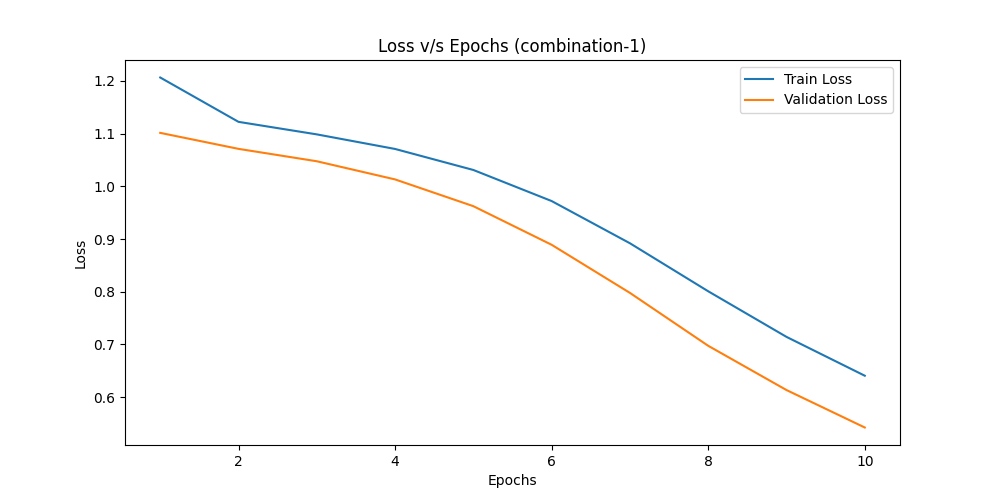 Loss v/s Epochs (combination-1)
Train Loss
Validation Loss
1.2
1.1
1.0
0.9
0.8
0.7
0.6
Loss
2 4 6 8 10
Epochs